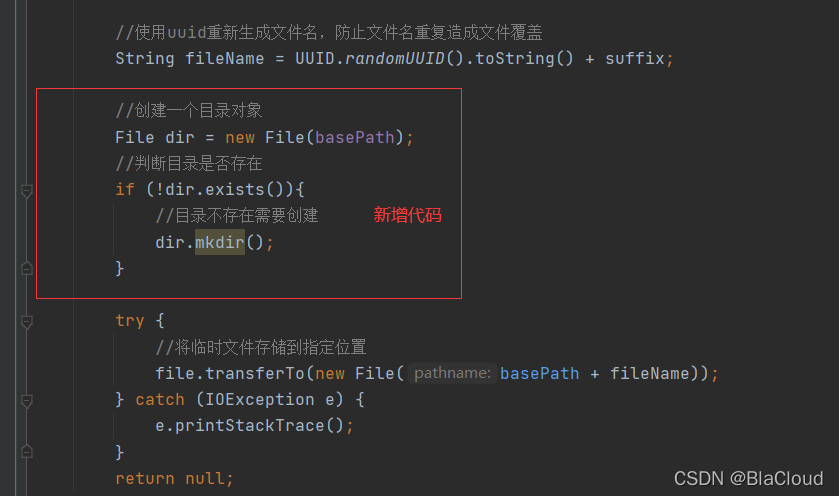 //使用uuid重新生成文件名，防止文件名重复造成文件覆盖
String fileName = UUID.randomUUID().toString() + suffix;
//创建一个目录对象
File dir = new File(basePath);
//判断目录是否存在
if (!dir.exists()){
//目录不存在需要创建 新增代码
dir.mkdir();
}
try {
//将临时文件存储到指定位置
file.transferTo(new File( pathname: basePath + fileName));
} catch (IOException e) {
e.printStackTrace();
}
return null;
CSDN @BlaCloud